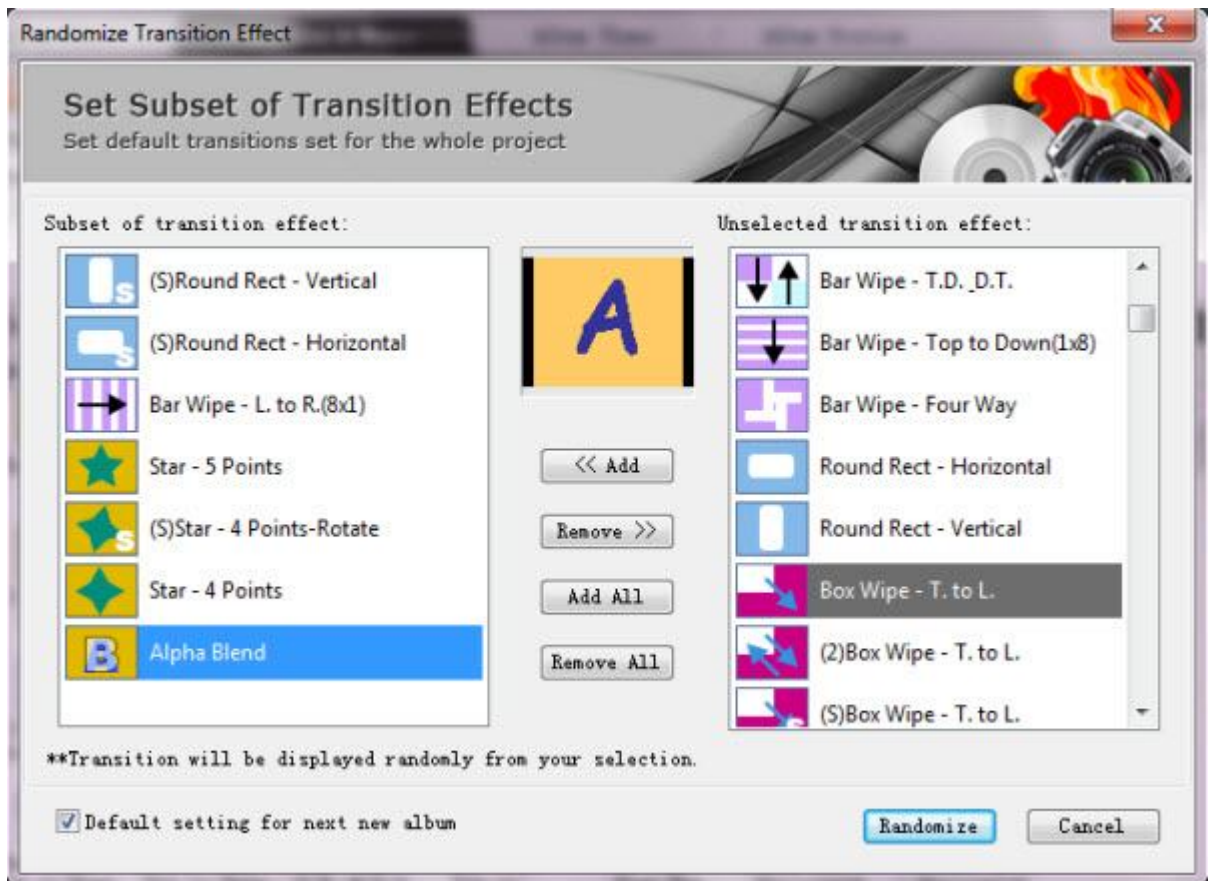 Randomize Transition Effect
Set Subset of Transition Effects
Set default transitions set for the whole project
Subset of transition effect:
(S)Round Rect - Vertical
(S)Round Rect - Horizontal
Bar Wipe - L. to R.(8x1)
Star - 5 Points
(S)Star - 4 Points-Rotate
Star - 4 Points
Alpha Blend
A
<< Add
Remove >>
Add All
Remove All
Unselected transition effect:
Bar Wipe - T.D. _D.T.
Bar Wipe - Top to Down(1x8)
Bar Wipe - Four Way
Round Rect - Horizontal
Round Rect - Vertical
Box Wipe - T. to L.
(2)Box Wipe - T. to L.
(S)Box Wipe - T. to L.
**Transition will be displayed randomly from your selection.
Default setting for next new album
Randomize
Cancel